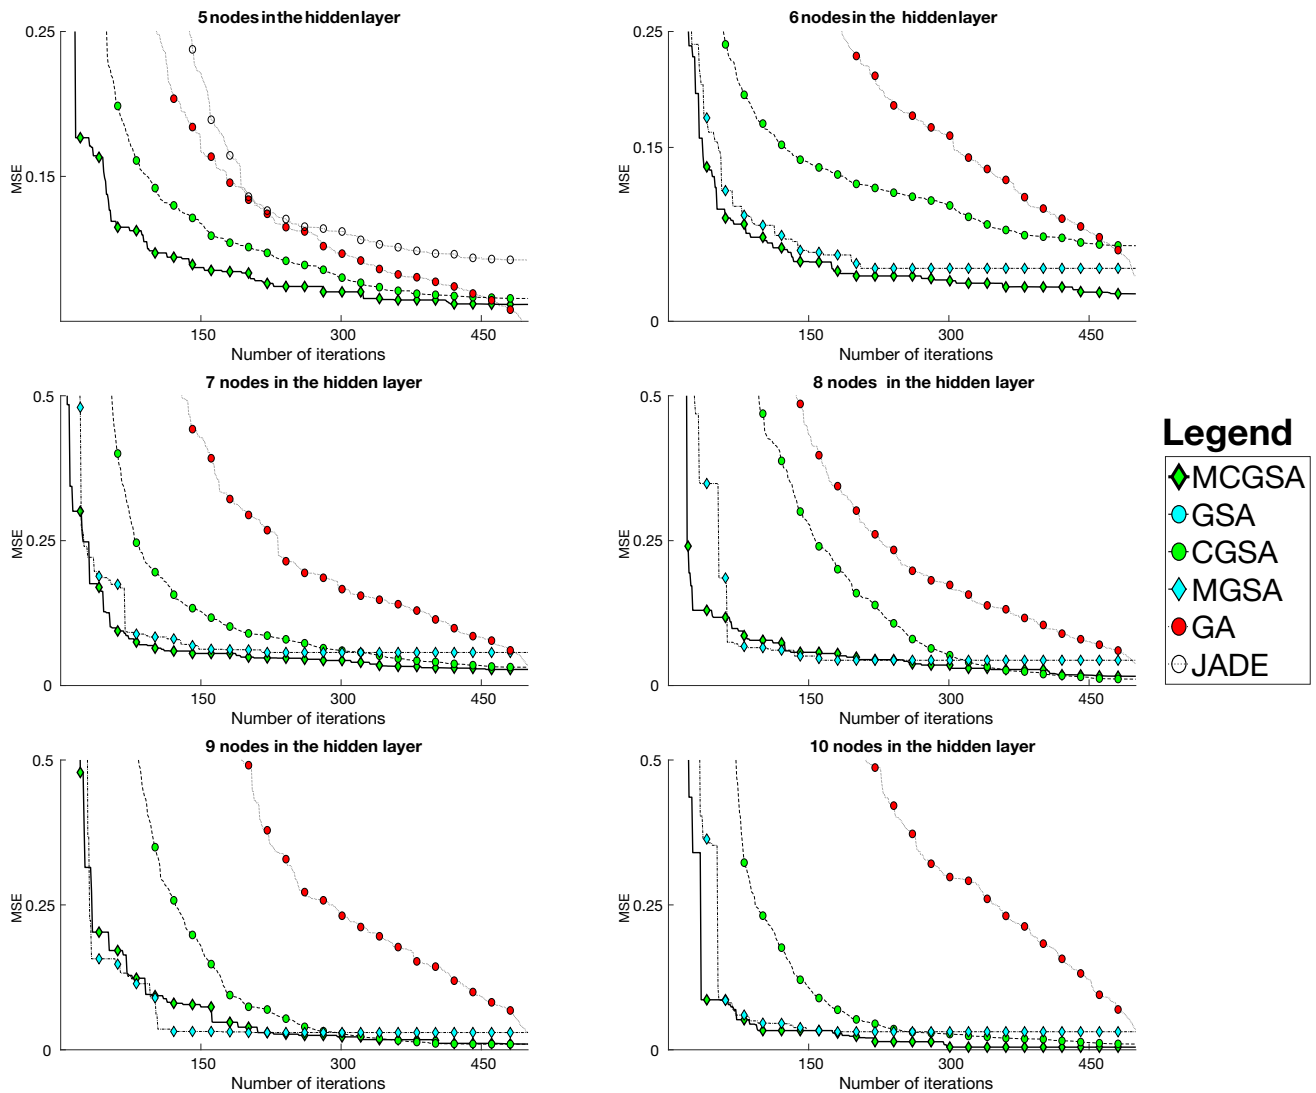 5 nodes in the hidden layer
0.25
0.15
MSE
150
300
450
Number of iterations
6 nodes in the hidden layer
0.25
0.15
0
MSE
150
300
450
Number of iterations
7 nodes in the hidden layer
0.5
0.25
0
MSE
150
300
450
Number of iterations
8 nodes in the hidden layer
0.5
0.25
0
MSE
150
300
450
Number of iterations
Legend
MCGSA
GSA
CGSA
MGSA
GA
JADE
9 nodes in the hidden layer
0.5
0.25
0
MSE
150
300
450
Number of iterations
10 nodes in the hidden layer
0.5
0.25
0
MSE
150
300
450
Number of iterations